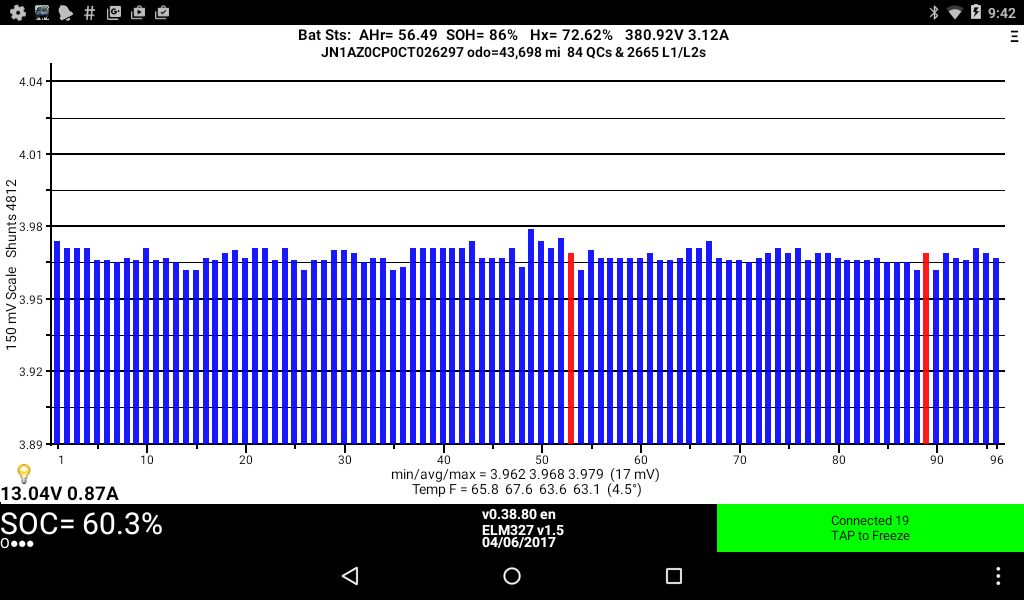 9:42
Bat Sts: AHr= 56.49 SOH= 86% Hx= 72.62% 380.92V 3.12A
JN1AZ0CP0CT026297 odo=43,698 mi 84 QCs & 2665 L1/L2s
4.04
4.01
3.98
3.95
3.92
3.89
150 mV Scale Shunts 4812
1 10 20 30 40 50 60 70 80 90 96
min/avg/max = 3.962 3.968 3.979 (17 mV)
Temp F = 65.8 67.6 63.6 63.1 (4.5°)
13.04V 0.87A
SOC= 60.3%
O●●●
v0.38.80 en
ELM327 v1.5
04/06/2017
Connected 19
TAP to Freeze